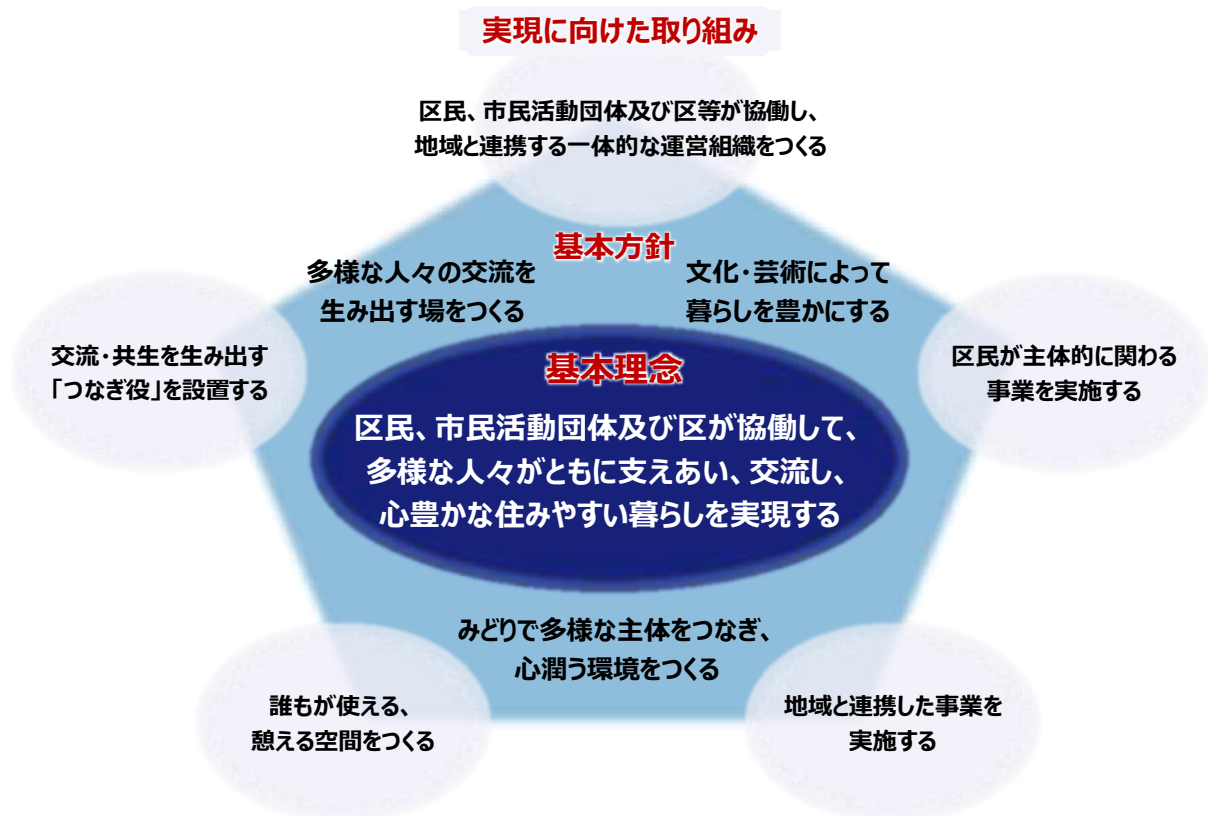 実現に向けた取り組み
区民、市民活動団体及び区等が協働し、
地域と連携する一体的な運営組織をつくる
基本方針
多様な人々の交流を
生み出す場をつくる
文化・芸術によって
暮らしを豊かにする
交流・共生を生み出す
「つなぎ役」を設置する
区民が主体的に関わる
事業を実施する
基本理念
区民、市民活動団体及び区が協働して、
多様な人々がともに支えあい、交流し、
心豊かな住みやすい暮らしを実現する
みどりで多様な主体をつなぎ、
心潤う環境をつくる
誰もが使える、
憩える空間をつくる
地域と連携した事業を
実施する